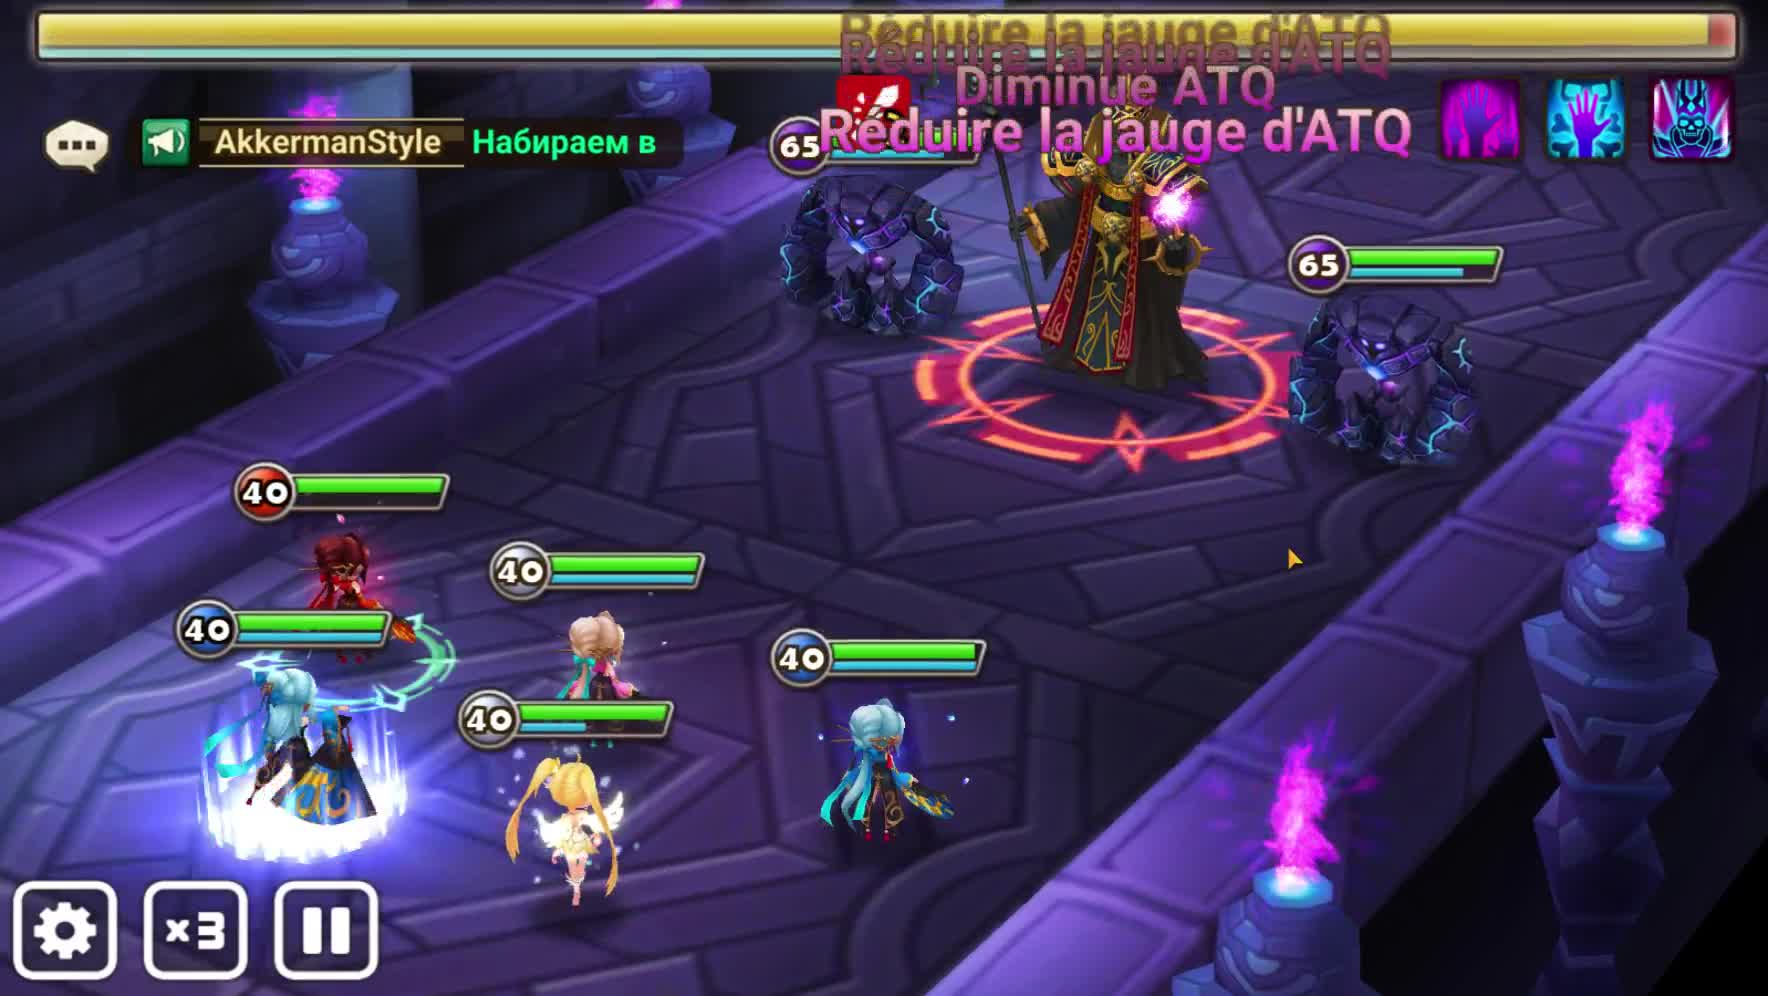 Réduire la jauge d'ATQ
Réduire la jauge d'ATQ
Diminue ATQ
Réduire la jauge d'ATQ
AkkermanStyle Набираем в
65
65
40
40
40
40
40
×3